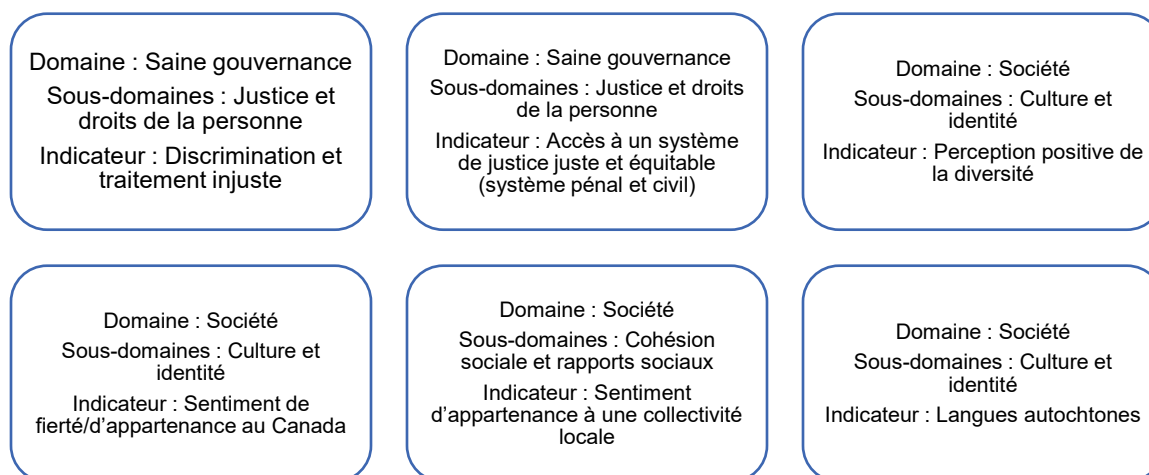 Domaine : Saine gouvernance
Sous-domaines : Justice et
droits de la personne
Indicateur : Discrimination et
traitement injuste
Domaine : Saine gouvernance
Sous-domaines : Justice et droits
de la personne
Indicateur : Accès à un système
de justice juste et équitable
(système pénal et civil)
Domaine : Société
Sous-domaines : Culture et
identité
Indicateur : Perception positive de
la diversité
Domaine : Société
Sous-domaines : Culture et
identité
Indicateur : Sentiment de
fierté/d’appartenance au Canada
Domaine : Société
Sous-domaines : Cohésion
sociale et rapports sociaux
Indicateur : Sentiment
d’appartenance à une collectivité
locale
Domaine : Société
Sous-domaines : Culture et
identité
Indicateur : Langues autochtones